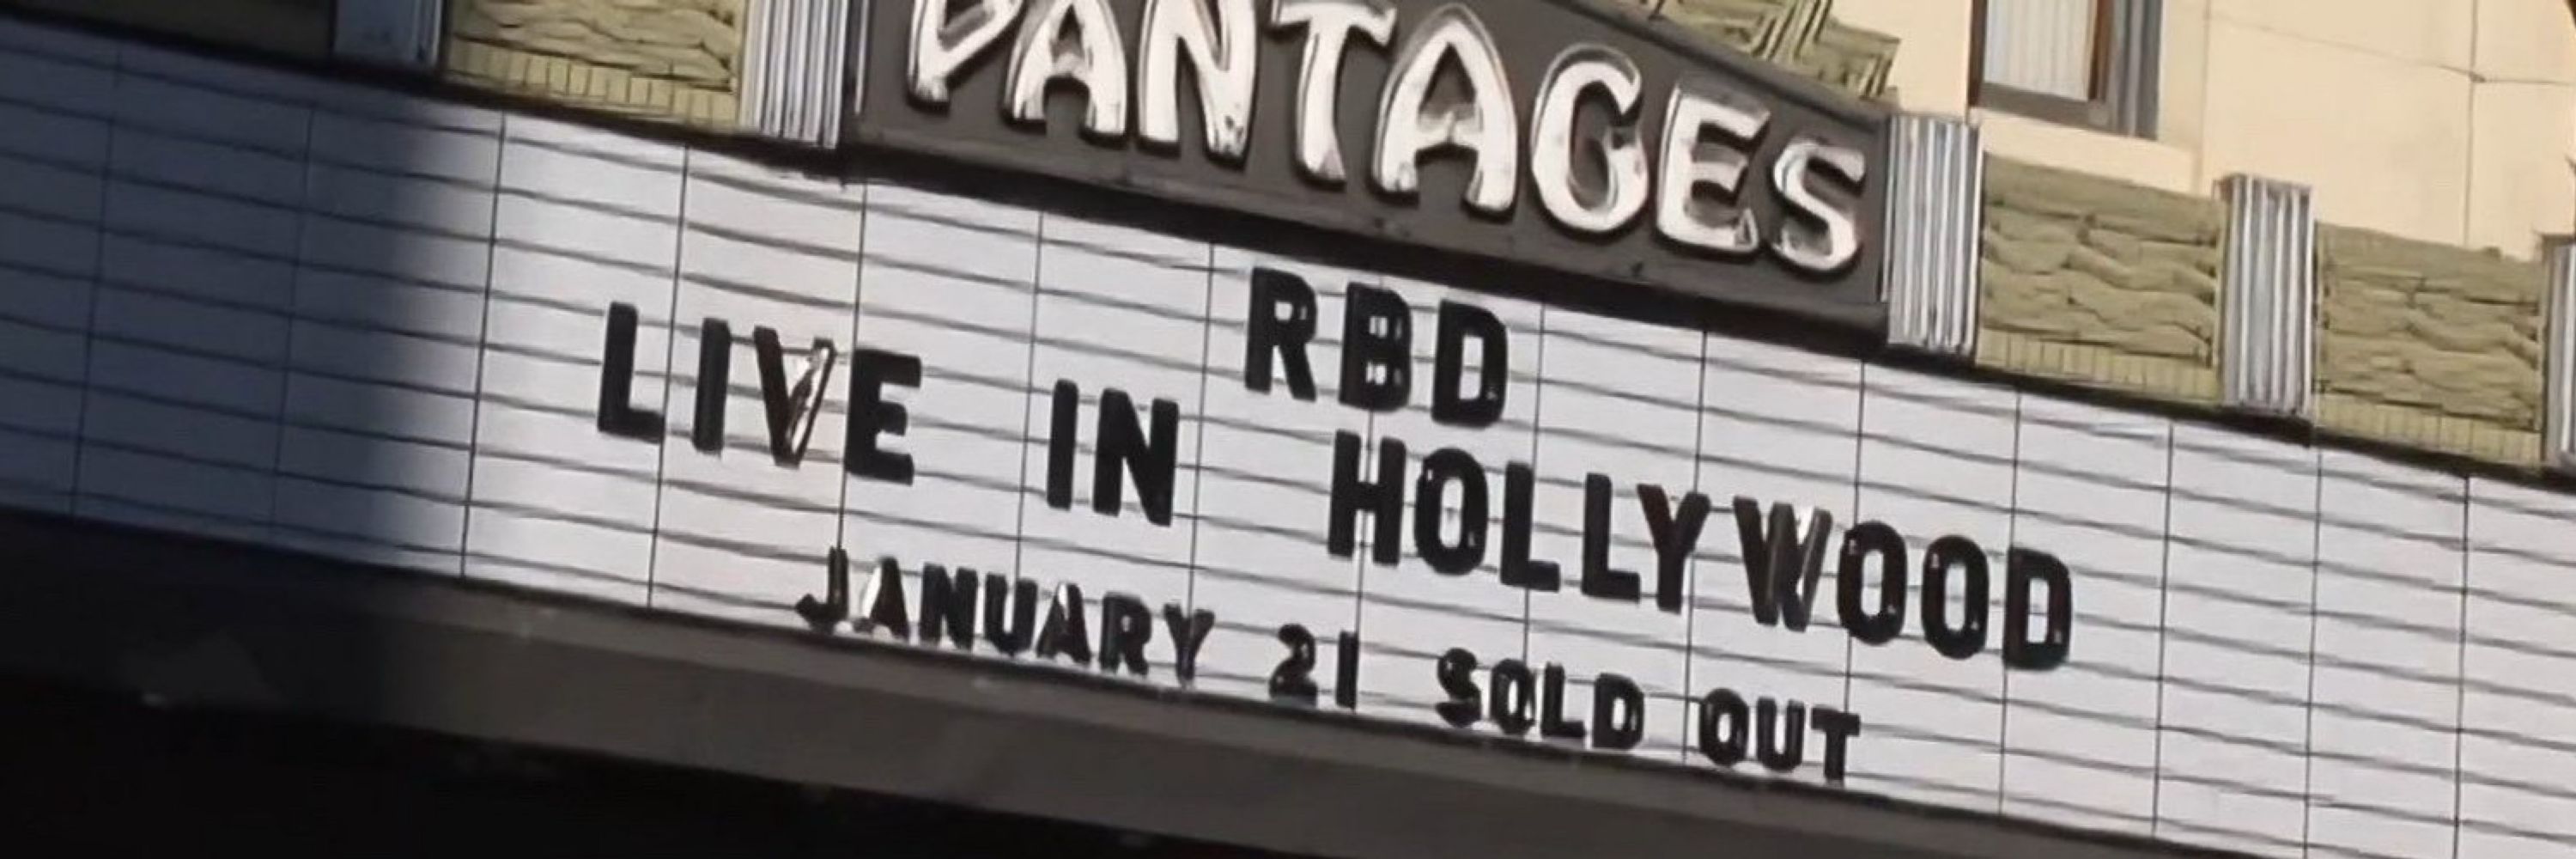 PANTAGES
RBD
LIVE IN HOLLYWOOD
JANUARY 21 SOLD OUT